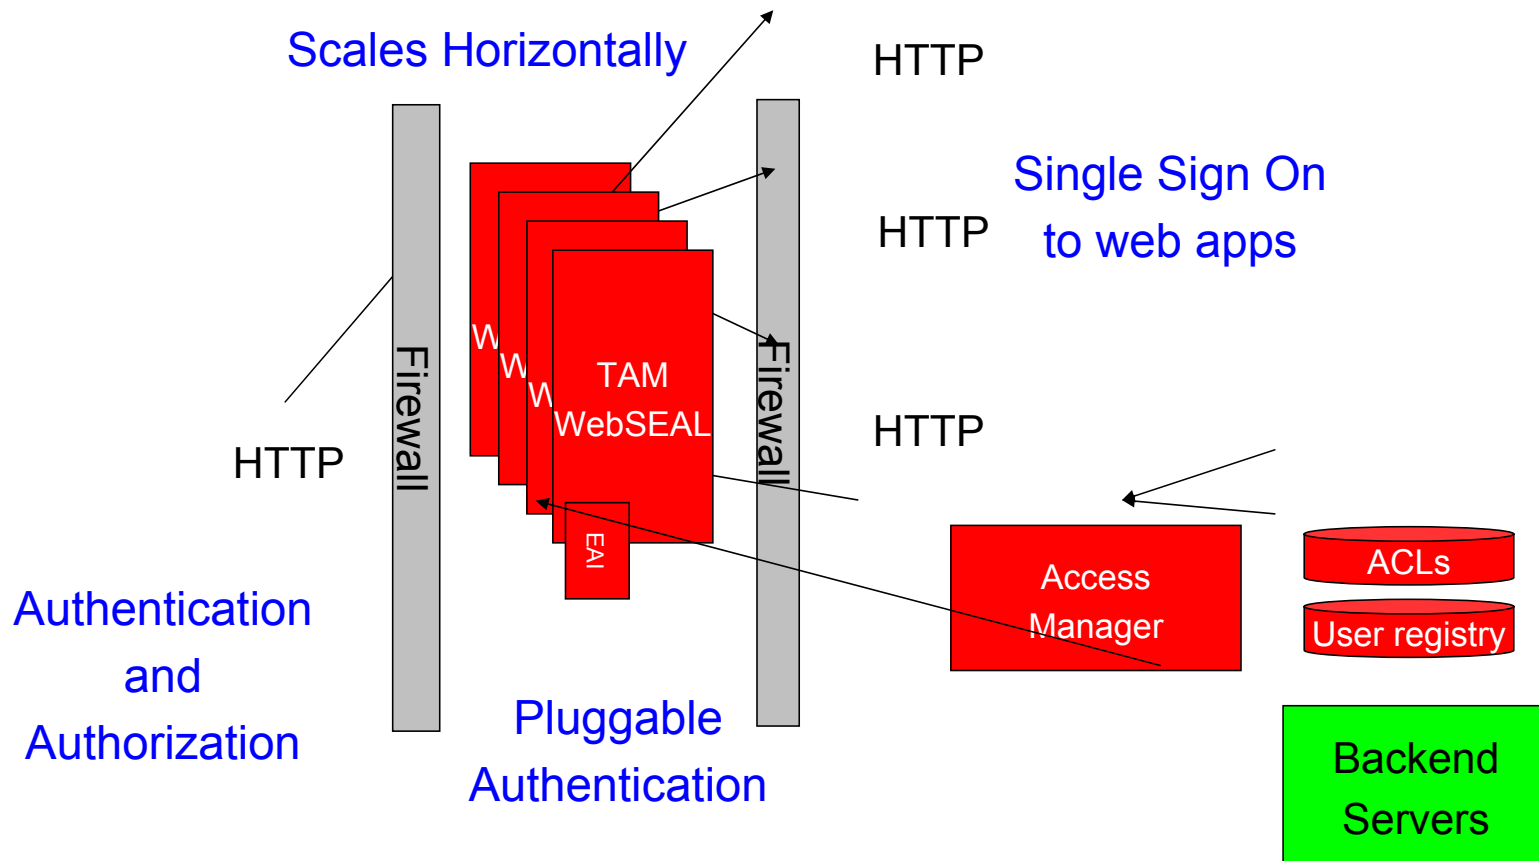 Scales Horizontally
HTTP
Single Sign On
to web apps
HTTP
Firewall
W
W
W
TAM
WebSEAL
Firewall
HTTP
HTTP
EAI
Access
Manager
ACLs
User registry
Authentication
and
Authorization
Pluggable
Authentication
Backend
Servers